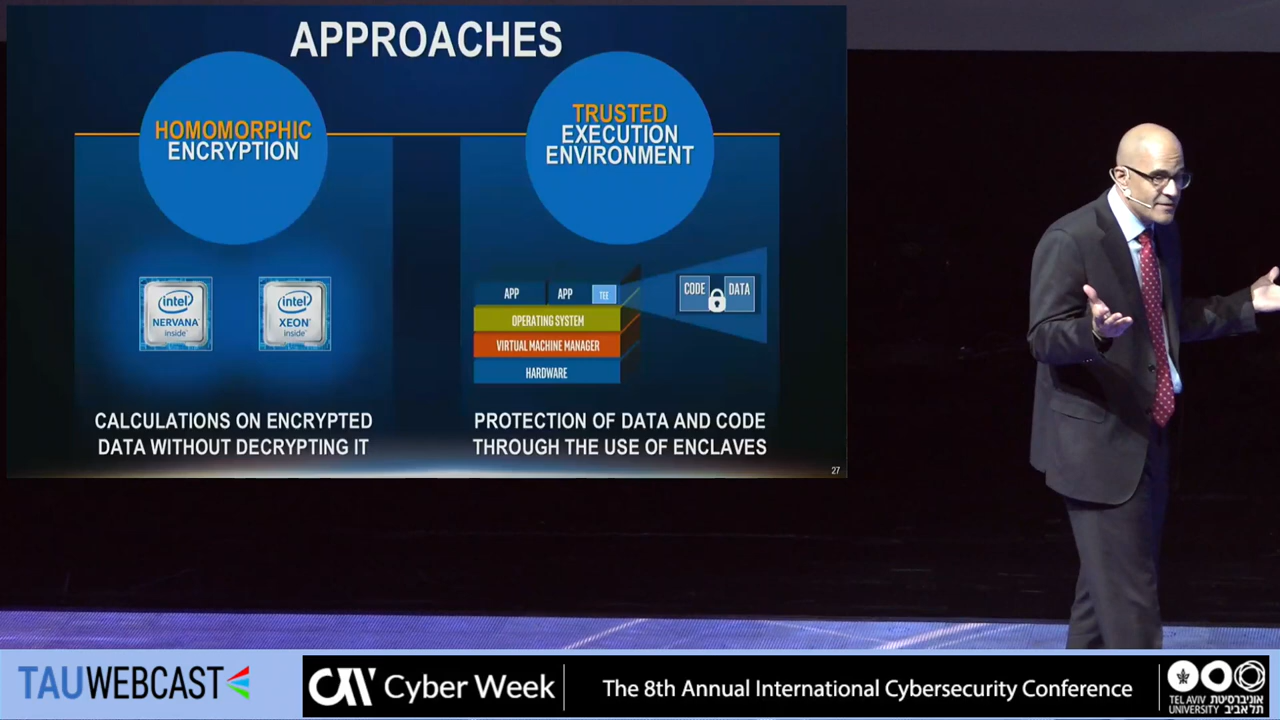 APPROACHES
HOMOMORPHIC
ENCRYPTION
intel
NERVANA
inside
intel
XEON
inside
CALCULATIONS ON ENCRYPTED
DATA WITHOUT DECRYPTING IT
TRUSTED
EXECUTION
ENVIRONMENT
APP
APP
TEE
OPERATING SYSTEM
VIRTUAL MACHINE MANAGER
HARDWARE
CODE
DATA
PROTECTION OF DATA AND CODE
THROUGH THE USE OF ENCLAVES
27
TAUWEBCAST
CW Cyber Week
The 8th Annual International Cybersecurity Conference
TEL AVIV
UNIVERSITY
אוניברסיטת
תל אביב